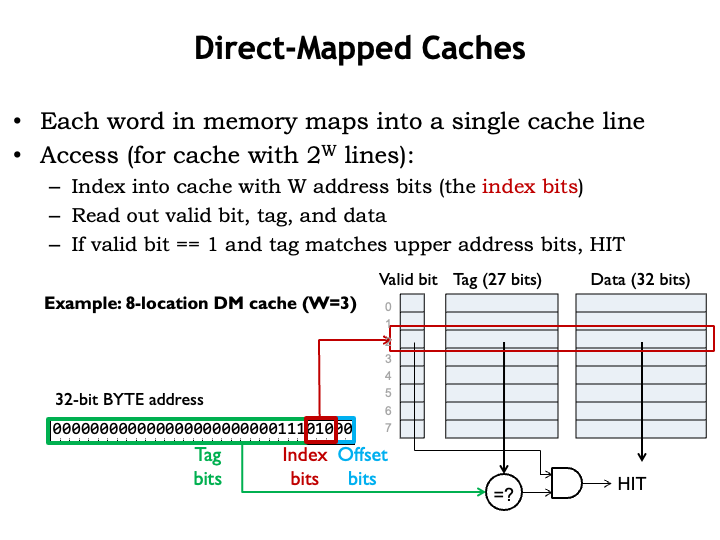 Direct-Mapped Caches
• Each word in memory maps into a single cache line
• Access (for cache with 2^W lines):
– Index into cache with W address bits (the index bits)
– Read out valid bit, tag, and data
– If valid bit == 1 and tag matches upper address bits, HIT
Valid bit Tag (27 bits) Data (32 bits)
Example: 8-location DM cache (W=3)
0
1
3
4
5
6
7
32-bit BYTE address
00000000000000000000000011101000
Tag bits
Index bits
Offset bits
=?
HIT